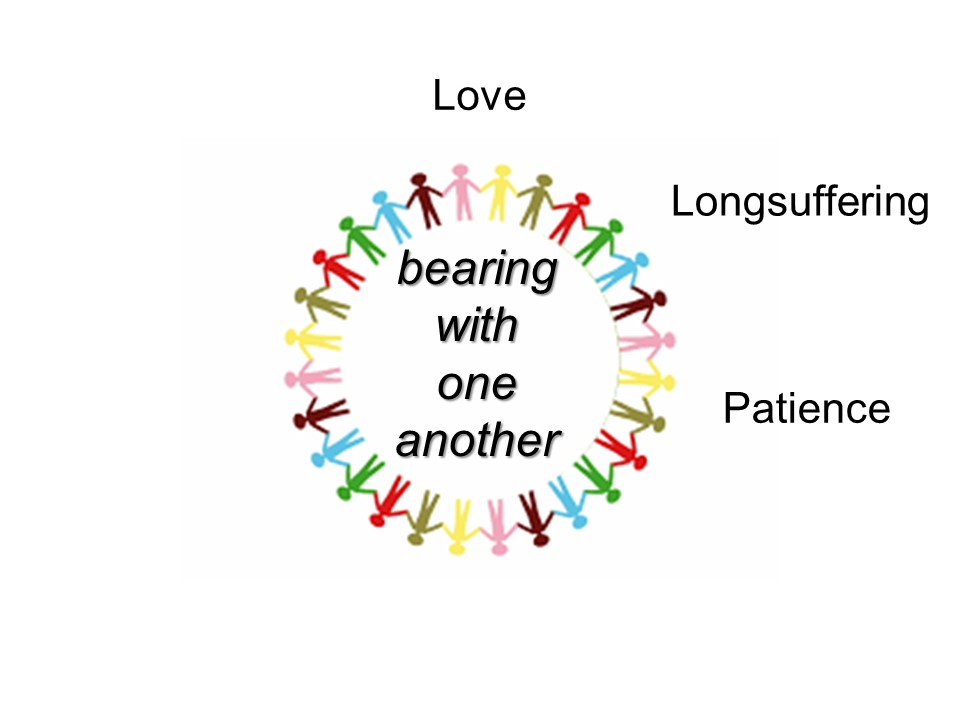 Love
Longsuffering
bearing
with
one
another
Patience